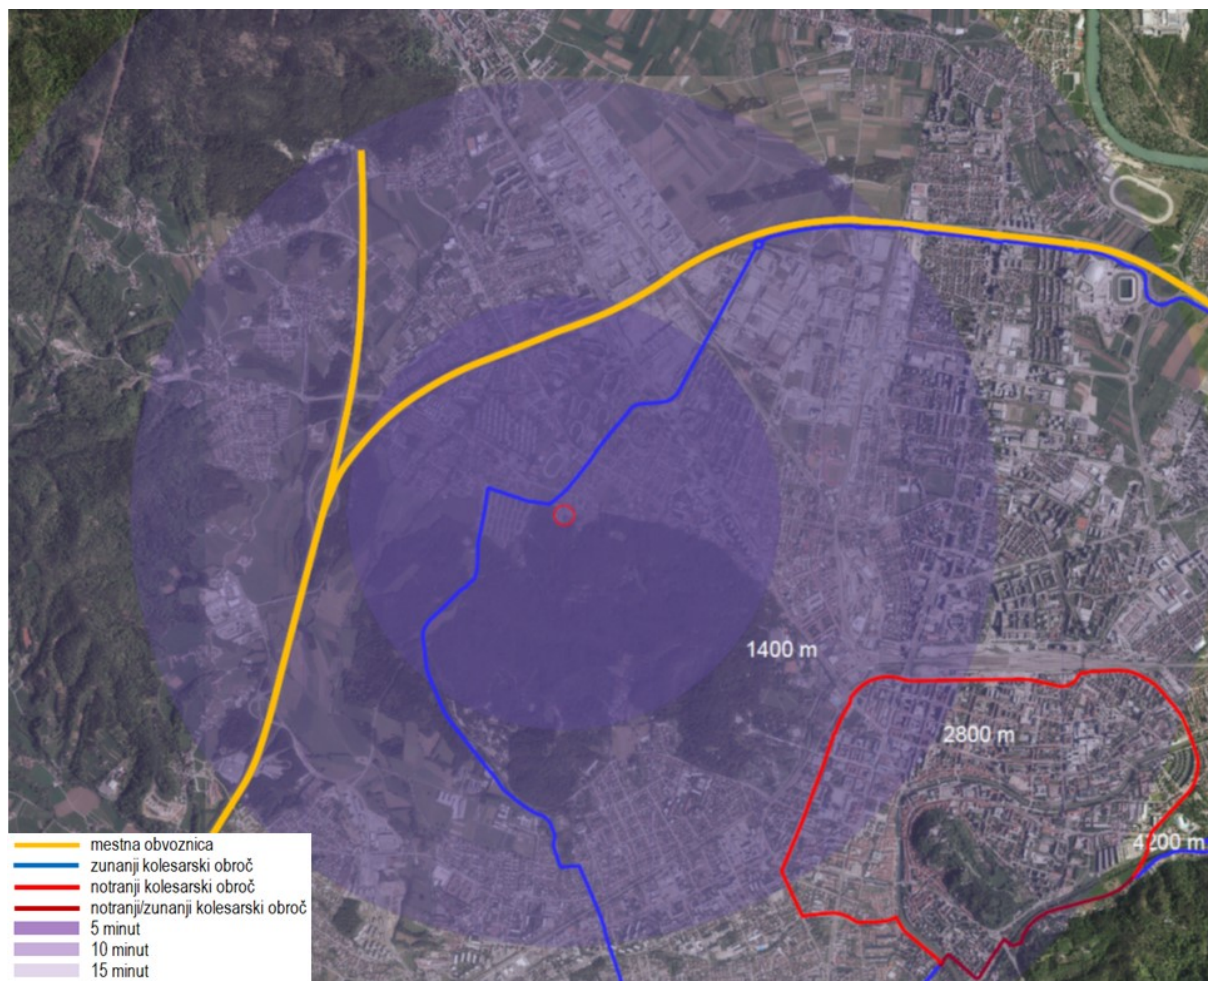 1400 m
2800 m
4200 m
mestna obvoznica
zunanji kolesarski obroč
notranji kolesarski obroč
notranji/zunanji kolesarski obroč
5 minut
10 minut
15 minut